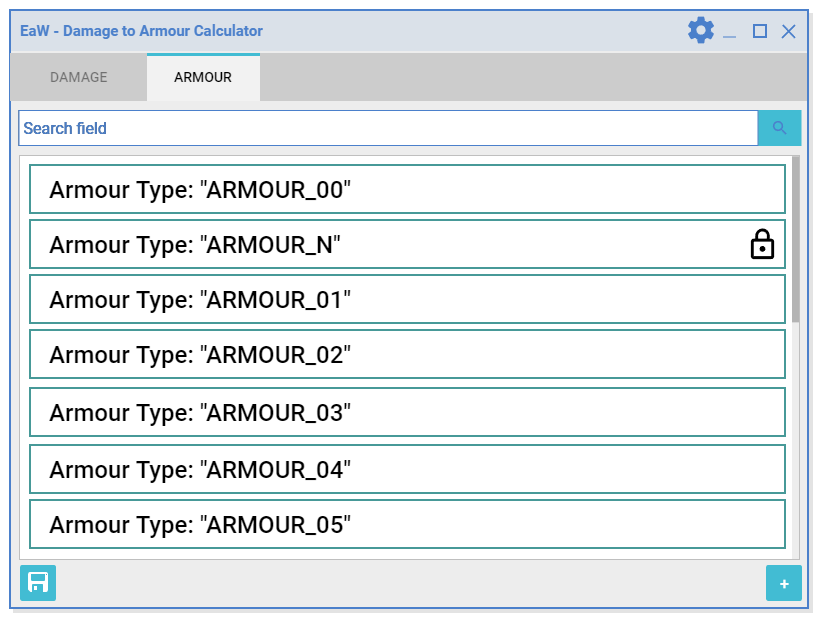 EaW - Damage to Armour Calculator
DAMAGE ARMOUR
Search field
Armour Type: "ARMOUR_00"
Armour Type: "ARMOUR_N"
Armour Type: "ARMOUR_01"
Armour Type: "ARMOUR_02"
Armour Type: "ARMOUR_03"
Armour Type: "ARMOUR_04"
Armour Type: "ARMOUR_05"
+